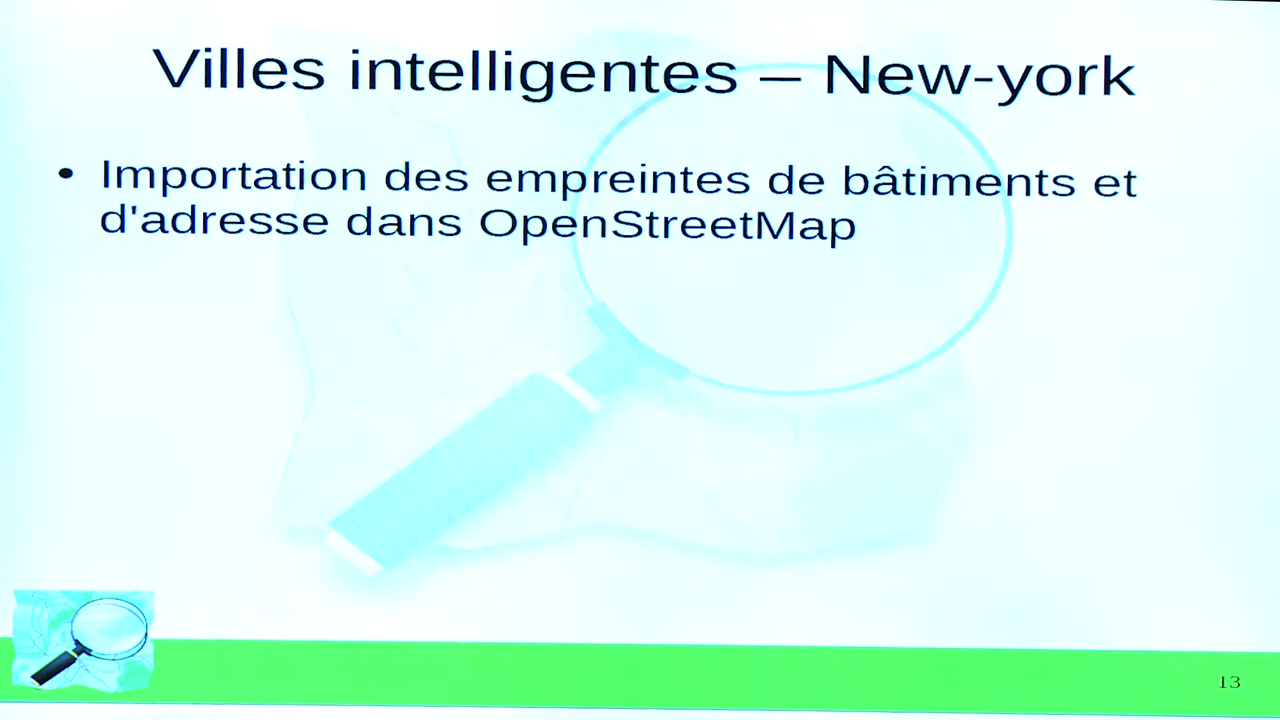 Villes intelligentes – New-york
• Importation des empreintes de bâtiments et
d'adresse dans OpenStreetMap
13